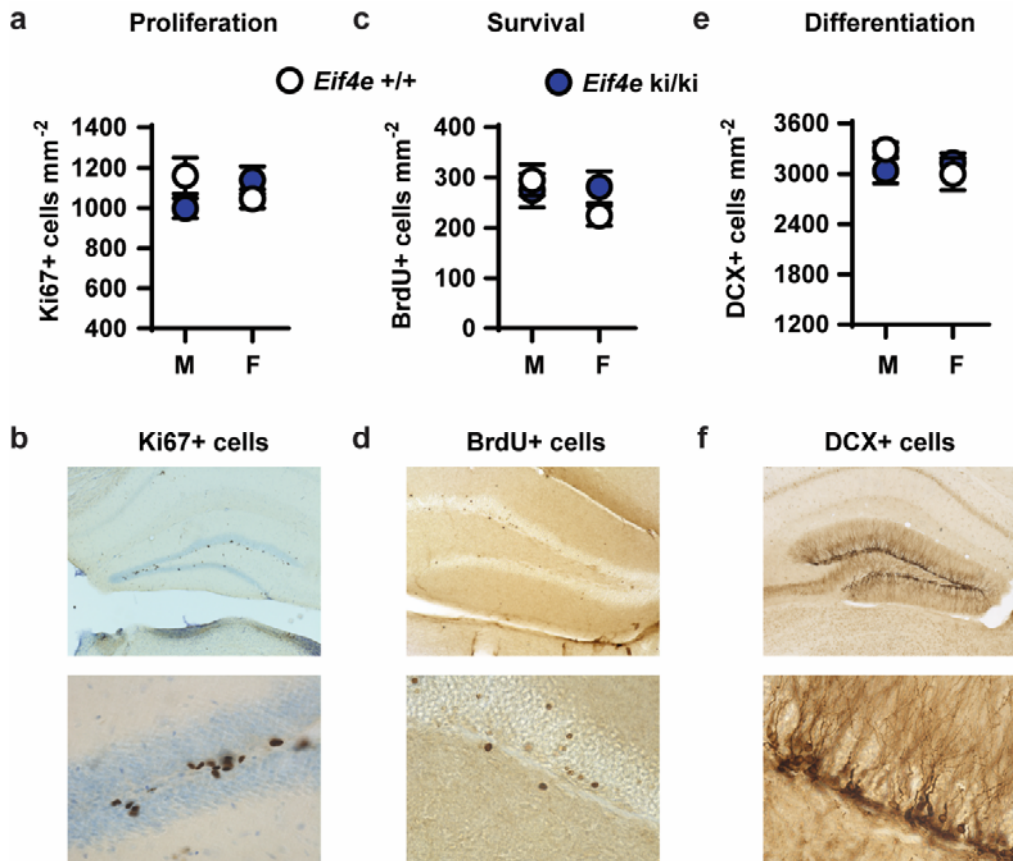 a Proliferation c Survival e Differentiation
Eif4e +/+ Eif4e ki/ki
Ki67+ cells mm⁻²
1400
1200
1000
800
600
400
M F
BrdU+ cells mm⁻²
400
300
200
100
0
M F
DCX+ cells mm⁻²
3600
3000
2400
1800
1200
M F
b Ki67+ cells d BrdU+ cells f DCX+ cells